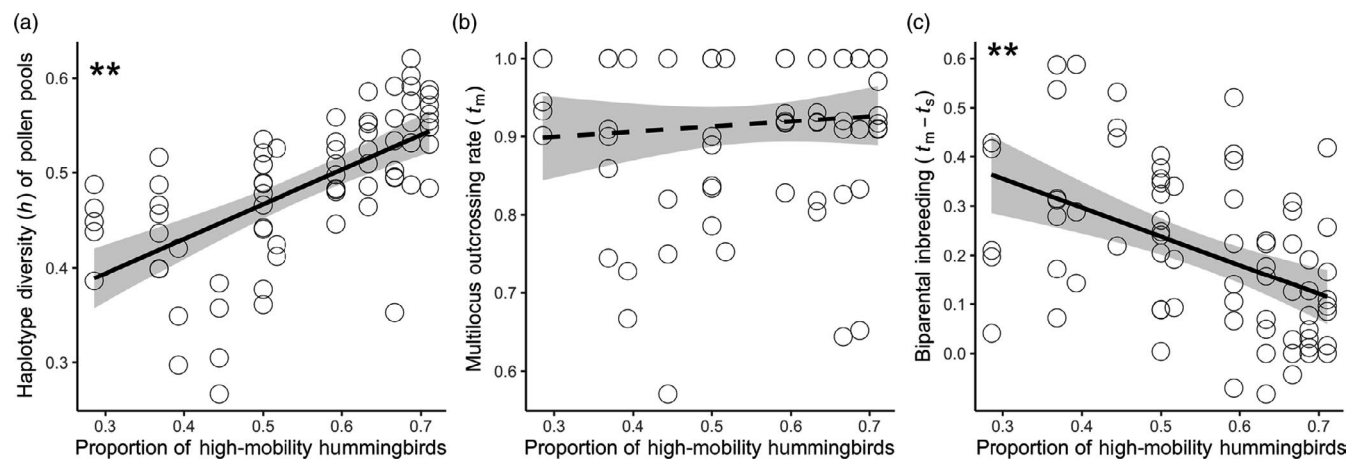 (a)
**
Haplotype diversity (h) of pollen pools
0.6
0.5
0.4
0.3
0.3 0.4 0.5 0.6 0.7
Proportion of high-mobility hummingbirds
(b)
Multilocus outcrossing rate (tm)
1.0
0.9
0.8
0.7
0.6
0.3 0.4 0.5 0.6 0.7
Proportion of high-mobility hummingbirds
(c)
**
Biparental inbreeding (tm – ts)
0.6
0.5
0.4
0.3
0.2
0.1
0.0
0.3 0.4 0.5 0.6 0.7
Proportion of high-mobility hummingbirds